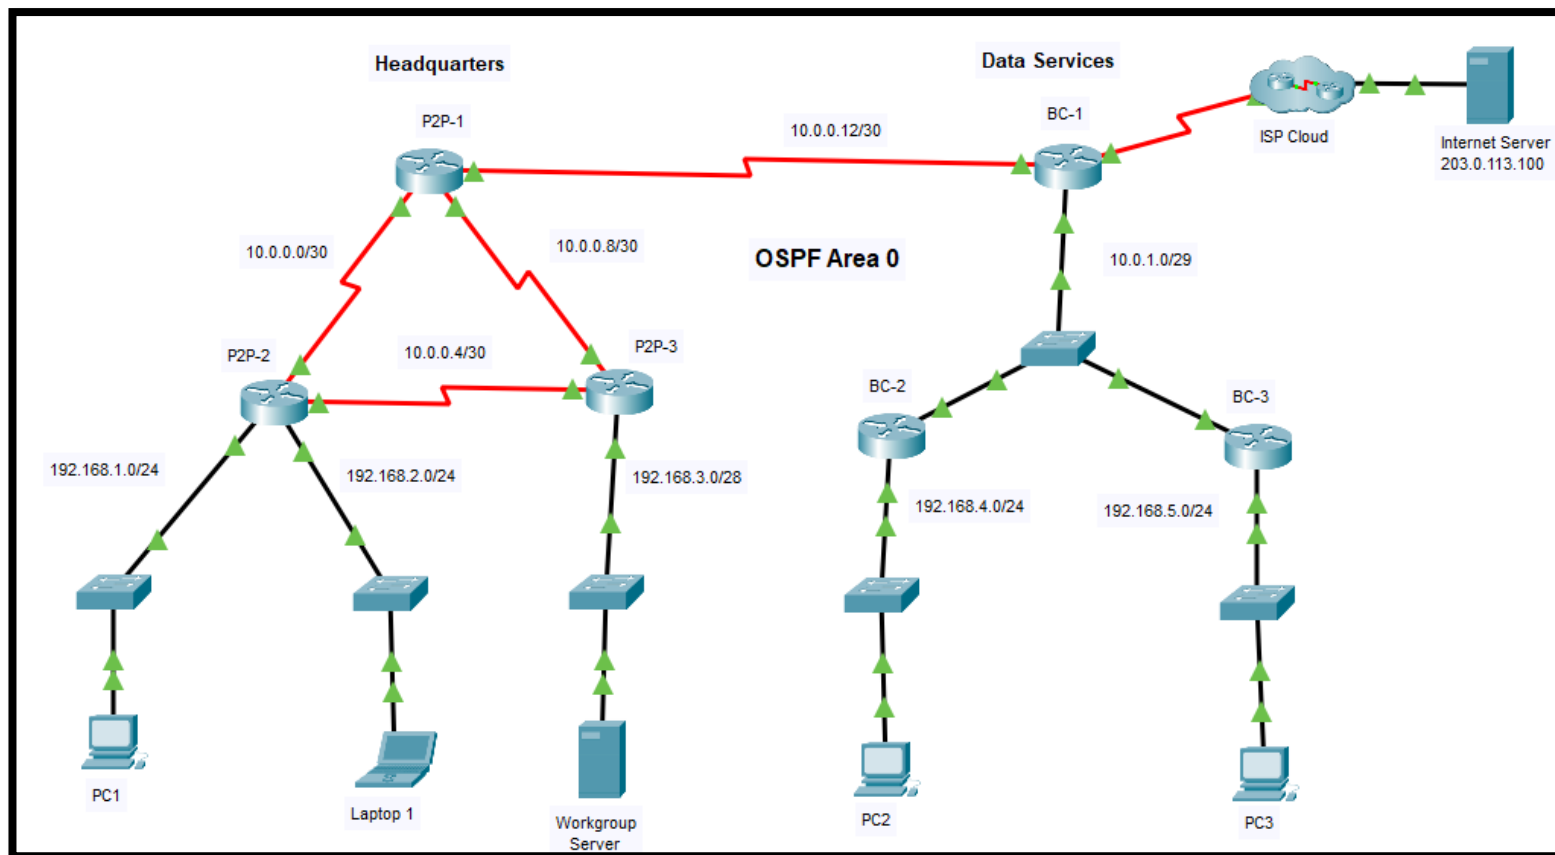 Headquarters
Data Services
P2P-1
BC-1
10.0.0.12/30
ISP Cloud
Internet Server
203.0.113.100
10.0.0.0/30
10.0.0.8/30
OSPF Area 0
10.0.1.0/29
P2P-2
10.0.0.4/30
P2P-3
BC-2
BC-3
192.168.1.0/24
192.168.2.0/24
192.168.3.0/28
192.168.4.0/24
192.168.5.0/24
PC1
Laptop 1
Workgroup
Server
PC2
PC3